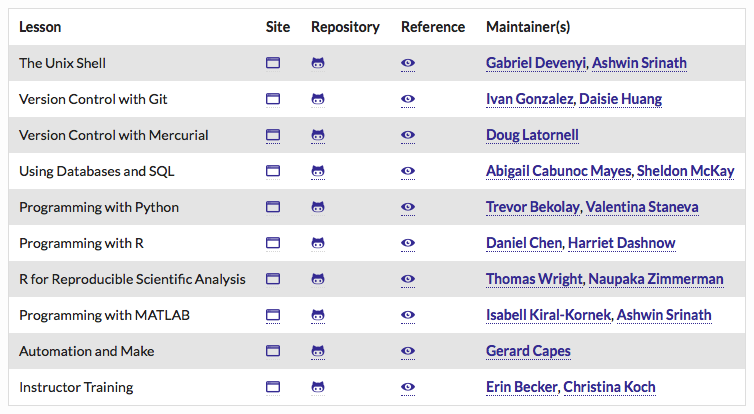 Lesson Site Repository Reference Maintainer(s)
The Unix Shell Gabriel Devenyi, Ashwin Srinath
Version Control with Git Ivan Gonzalez, Daisie Huang
Version Control with Mercurial Doug Latornell
Using Databases and SQL Abigail Cabunoc Mayes, Sheldon McKay
Programming with Python Trevor Bekolay, Valentina Staneva
Programming with R Daniel Chen, Harriet Dashnow
R for Reproducible Scientific Analysis Thomas Wright, Naupaka Zimmerman
Programming with MATLAB Isabell Kiral-Kornek, Ashwin Srinath
Automation and Make Gerard Capes
Instructor Training Erin Becker, Christina Koch